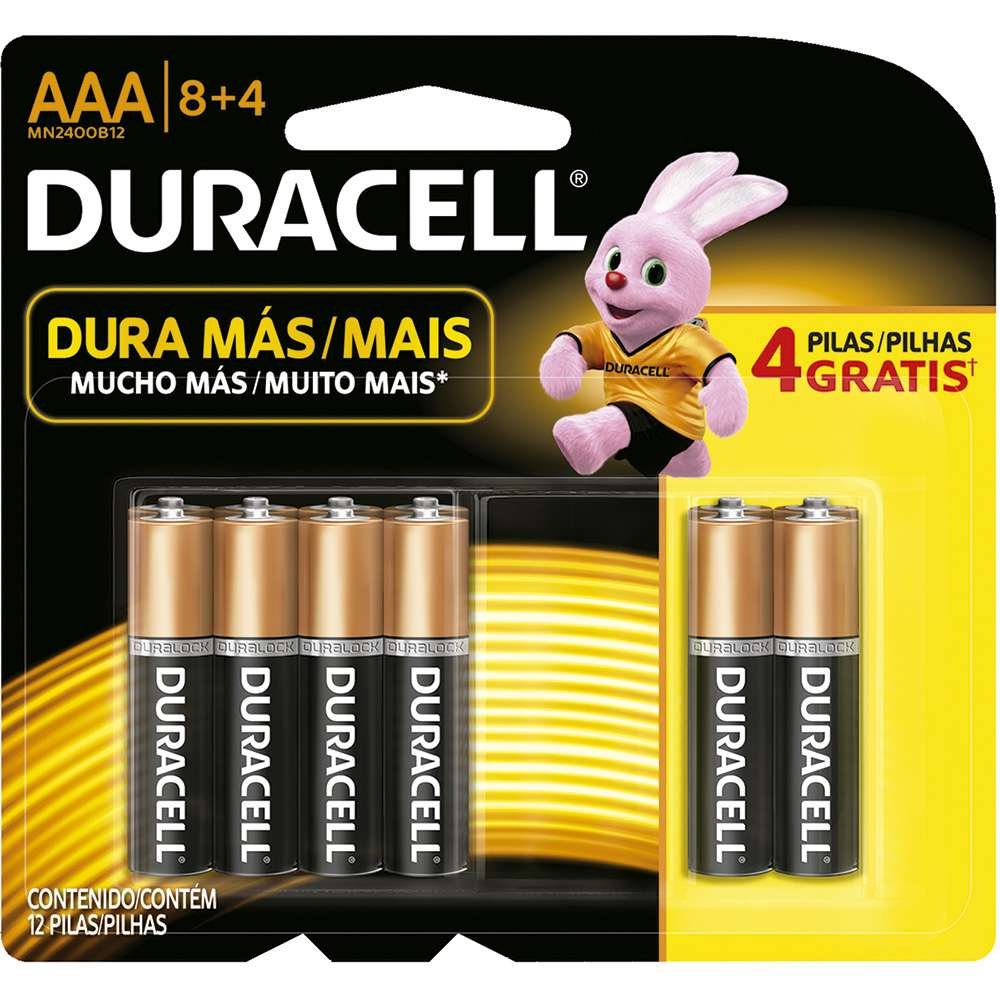 AAA 8+4
MN2400B12
DURACELL®
DURA MÁS/MAIS
MUCHO MÁS/MUITO MAIS*
DURACELL
4 PILAS/PILHAS
GRATIS†
DURALOCK DURALOCK DURALOCK DURALOCK DURALOCK DURALOCK
DURACELL® DURACELL® DURACELL® DURACELL® DURACELL® DURACELL®
CONTENIDO/CONTÉM
12 PILAS/PILHAS